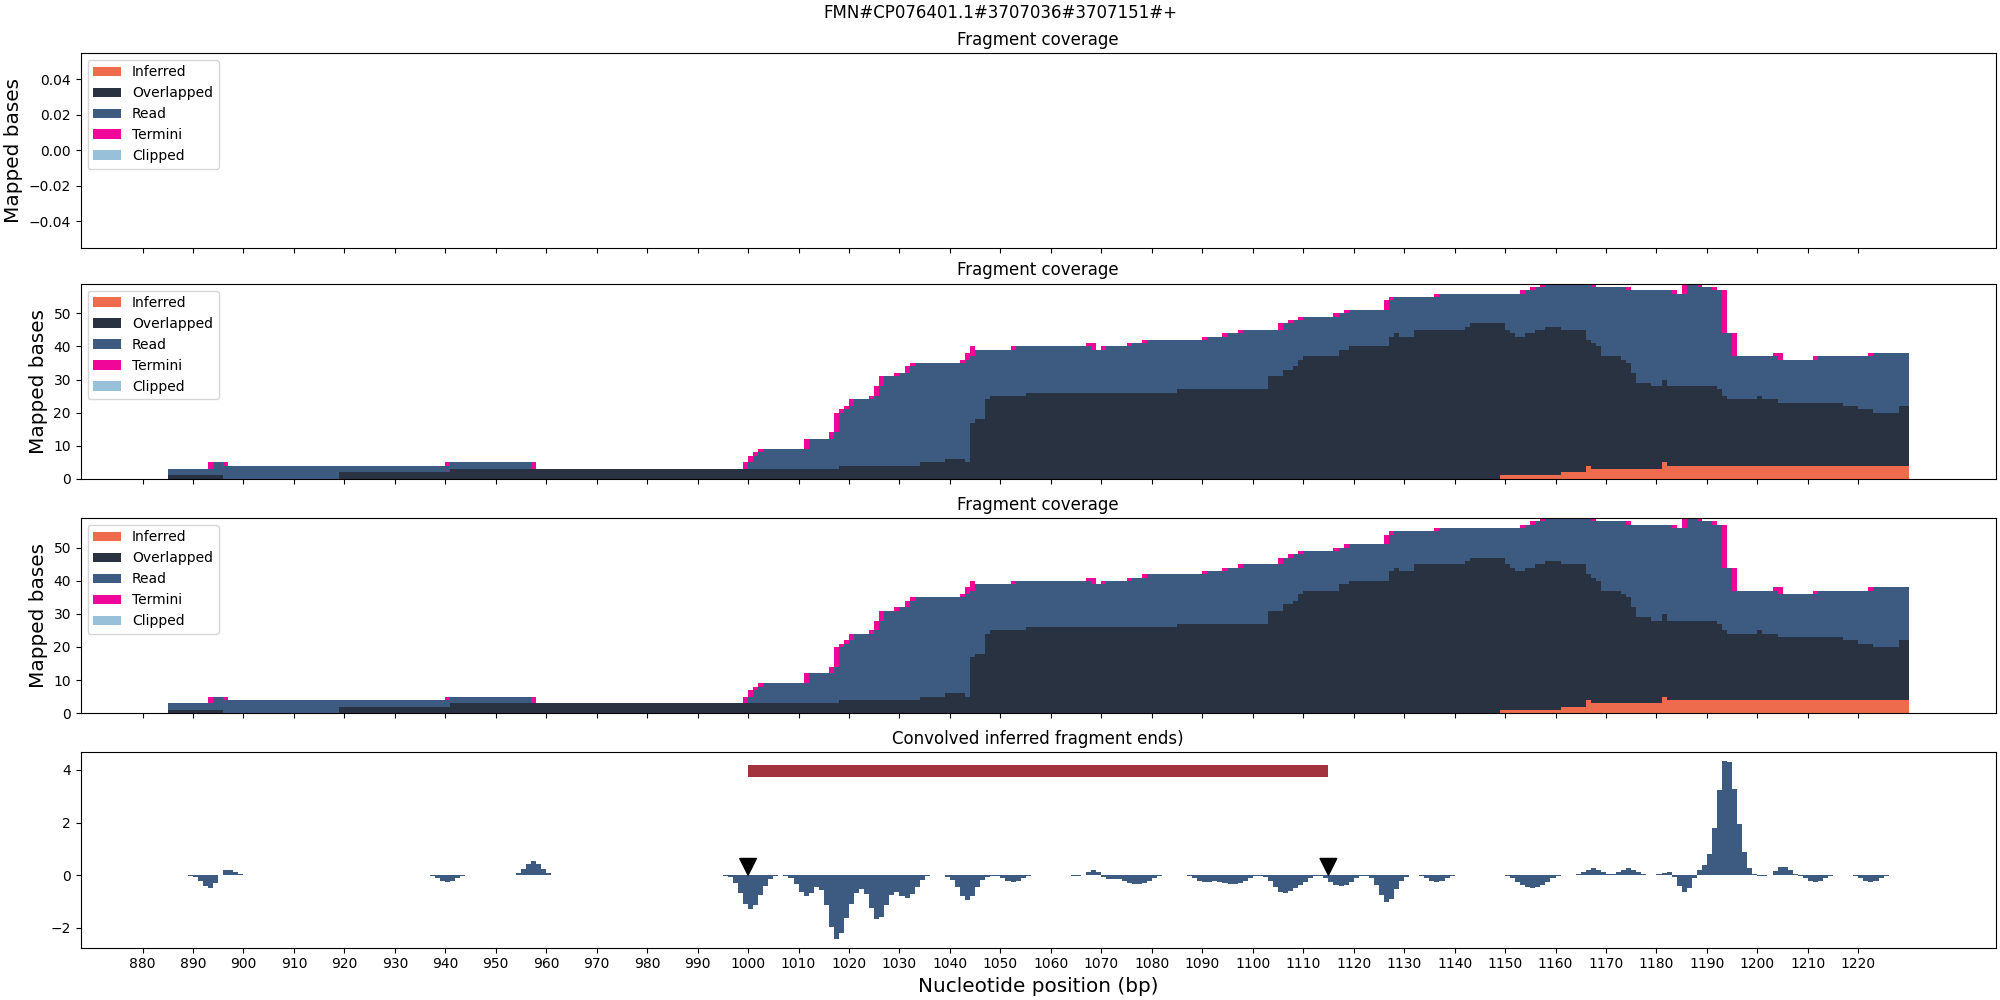 FMN#CP076401.1#3707036#3707151#+
Fragment coverage
Mapped bases
0.04
0.02
0.00
−0.02
−0.04
Inferred
Overlapped
Read
Termini
Clipped
Fragment coverage
Mapped bases
50
40
30
20
10
0
Inferred
Overlapped
Read
Termini
Clipped
Fragment coverage
Mapped bases
50
40
30
20
10
0
Inferred
Overlapped
Read
Termini
Clipped
Convolved inferred fragment ends)
4
2
0
−2
880 890 900 910 920 930 940 950 960 970 980 990 1000 1010 1020 1030 1040 1050 1060 1070 1080 1090 1100 1110 1120 1130 1140 1150 1160 1170 1180 1190 1200 1210 1220
Nucleotide position (bp)